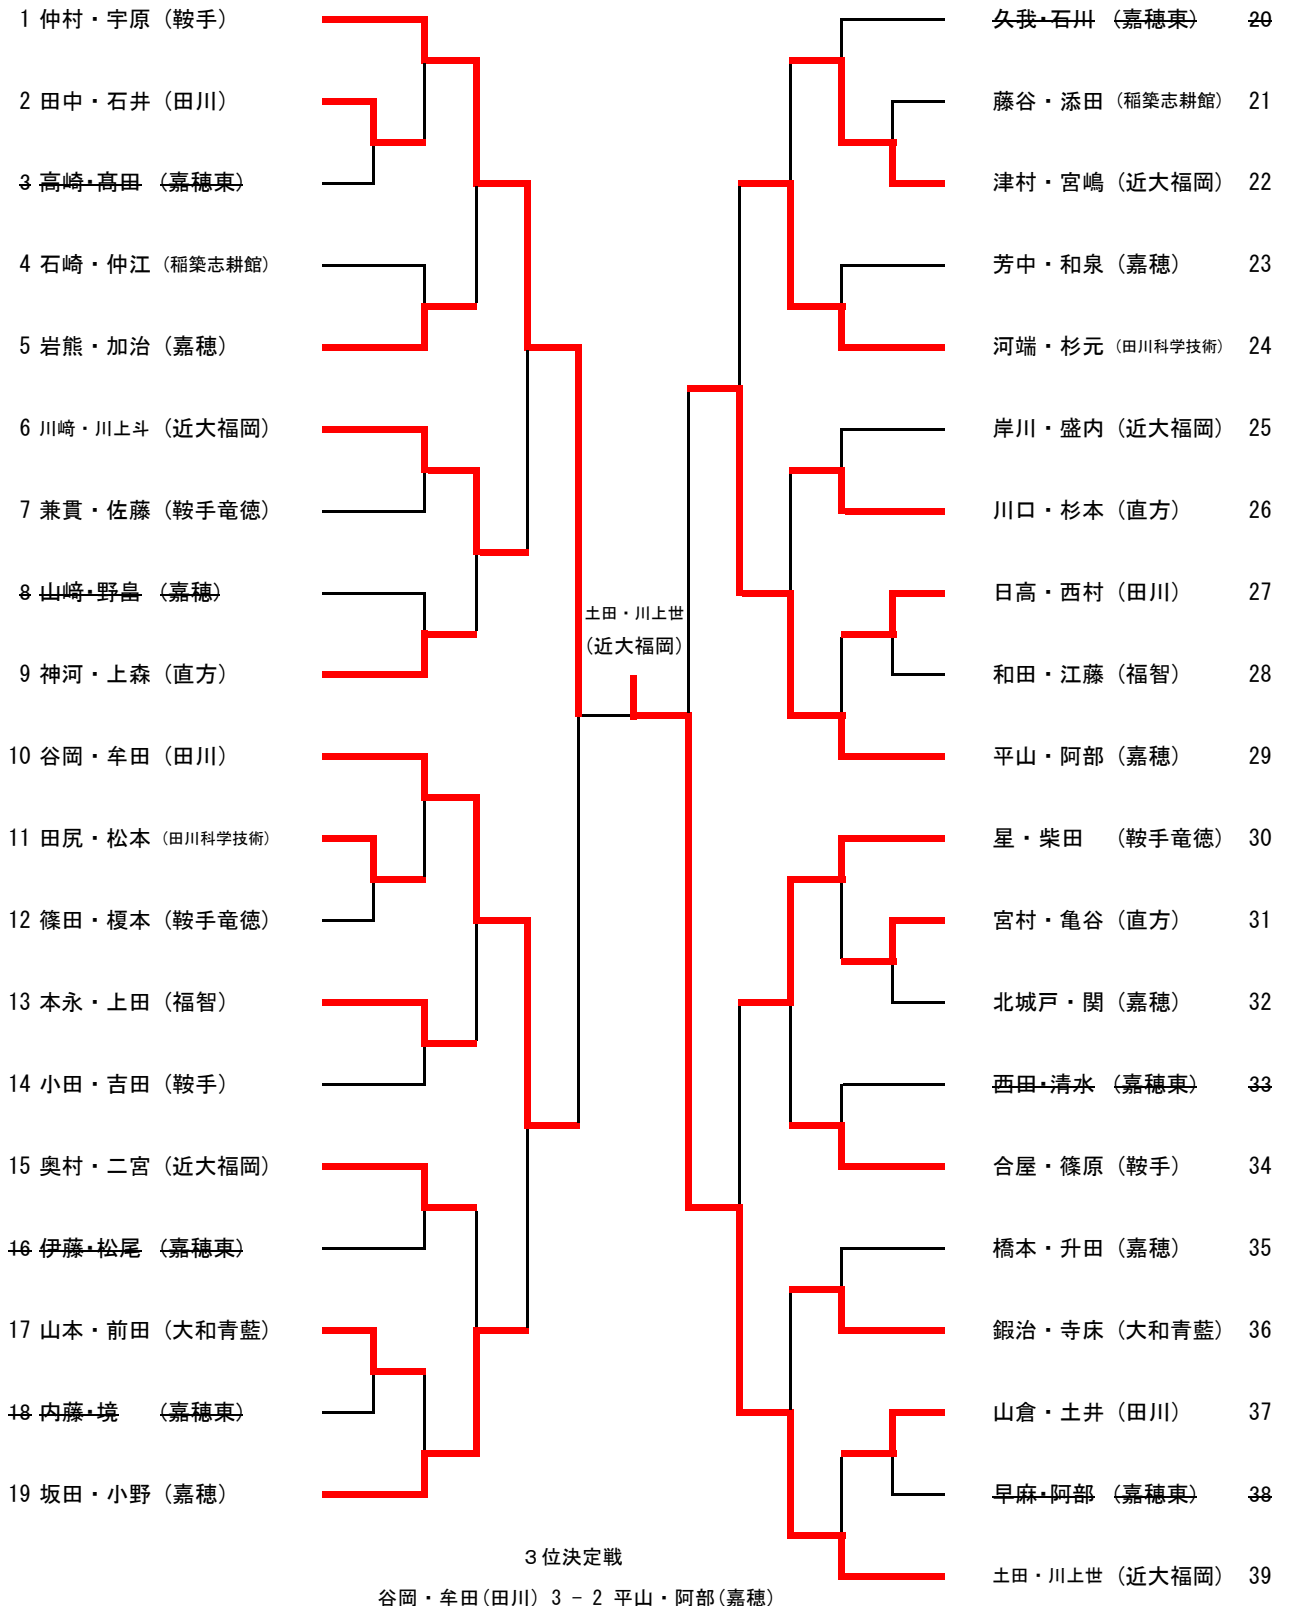 1 仲村・宇原（鞍手）
2 田中・石井（田川）
3 高崎・髙田（嘉穂東）
4 石崎・仲江（稲築志耕館）
5 岩熊・加治（嘉穂）
6 川﨑・川上斗（近大福岡）
7 兼貫・佐藤（鞍手竜徳）
8 山﨑・野畠（嘉穂）
9 神河・上森（直方）
10 谷岡・牟田（田川）
11 田尻・松本（田川科学技術）
12 篠田・榎本（鞍手竜徳）
13 本永・上田（福智）
14 小田・吉田（鞍手）
15 奥村・二宮（近大福岡）
16 伊藤・松尾（嘉穂東）
17 山本・前田（大和青藍）
18 内藤・境（嘉穂東）
19 坂田・小野（嘉穂）
土田・川上世
（近大福岡）
久我・石川（嘉穂東） 20
藤谷・添田（稲築志耕館） 21
津村・宮嶋（近大福岡） 22
芳中・和泉（嘉穂） 23
河端・杉元（田川科学技術） 24
岸川・盛内（近大福岡） 25
川口・杉本（直方） 26
日高・西村（田川） 27
和田・江藤（福智） 28
平山・阿部（嘉穂） 29
星・柴田（鞍手竜徳） 30
宮村・亀谷（直方） 31
北城戸・関（嘉穂） 32
西田・清水（嘉穂東） 33
合屋・篠原（鞍手） 34
橋本・升田（嘉穂） 35
鍜治・寺床（大和青藍） 36
山倉・土井（田川） 37
早麻・阿部（嘉穂東） 38
土田・川上世（近大福岡） 39
３位決定戦
谷岡・牟田(田川) 3 － 2 平山・阿部(嘉穂)